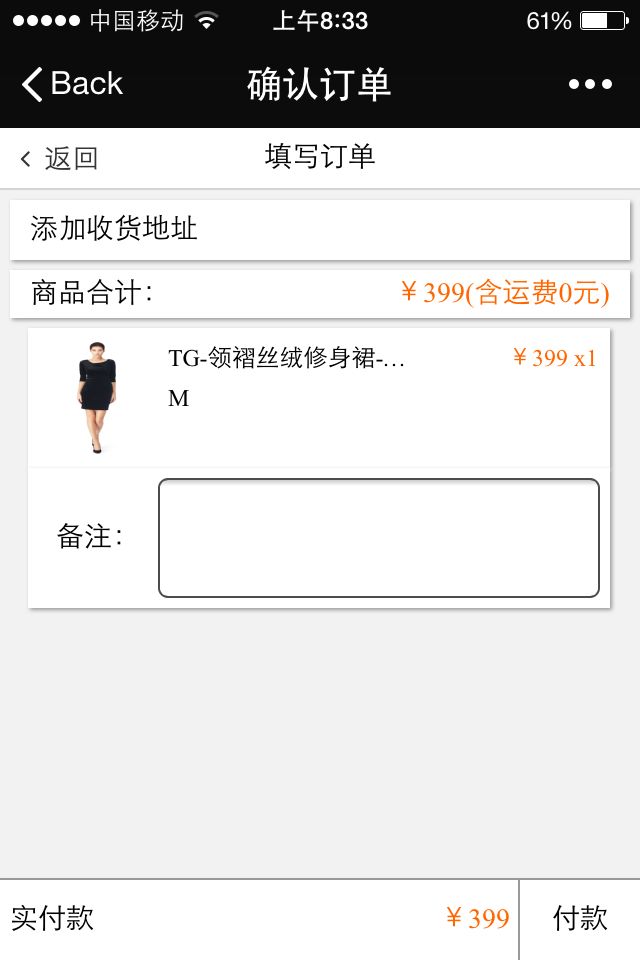 中国移动 上午8:33 61%
Back 确认订单
返回 填写订单
添加收货地址
商品合计： ￥399(含运费0元)
TG-领褶丝绒修身裙-… ￥399 x1
M
备注：
实付款 ￥399 付款